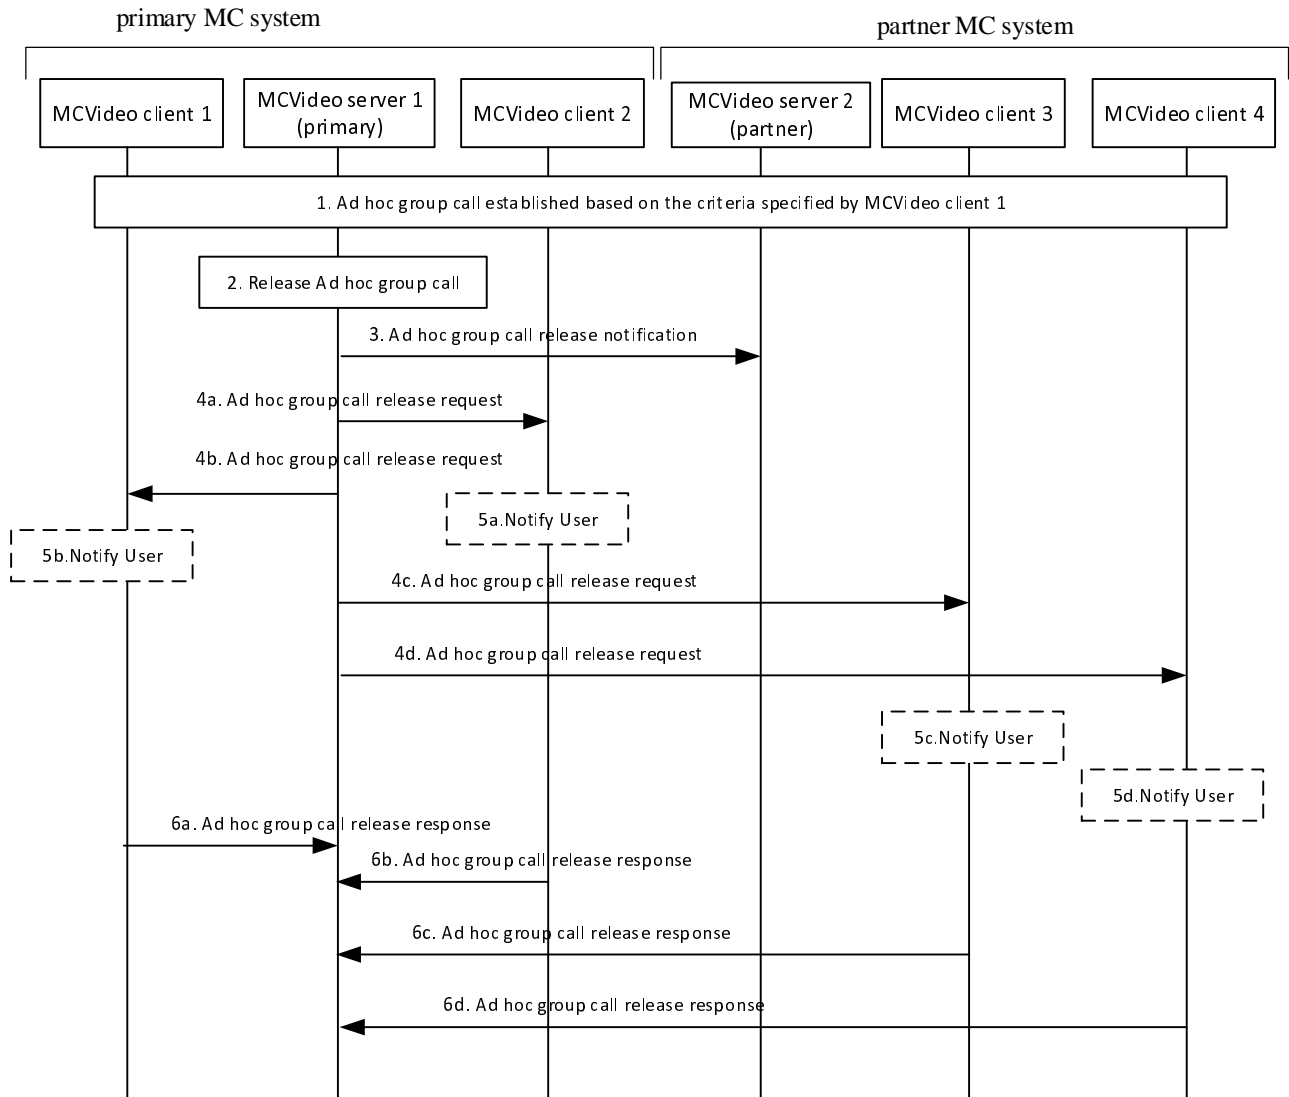 primary MC system
partner MC system
MCVideo client 1
MCVideo server 1
(primary)
MCVideo client 2
MCVideo server 2
(partner)
MCVideo client 3
MCVideo client 4
1. Ad hoc group call established based on the criteria specified by MCVideo client 1
2. Release Ad hoc group call
3. Ad hoc group call release notification
4a. Ad hoc group call release request
4b. Ad hoc group call release request
5a.Notify User
5b.Notify User
4c. Ad hoc group call release request
4d. Ad hoc group call release request
5c.Notify User
5d.Notify User
6a. Ad hoc group call release response
6b. Ad hoc group call release response
6c. Ad hoc group call release response
6d. Ad hoc group call release response